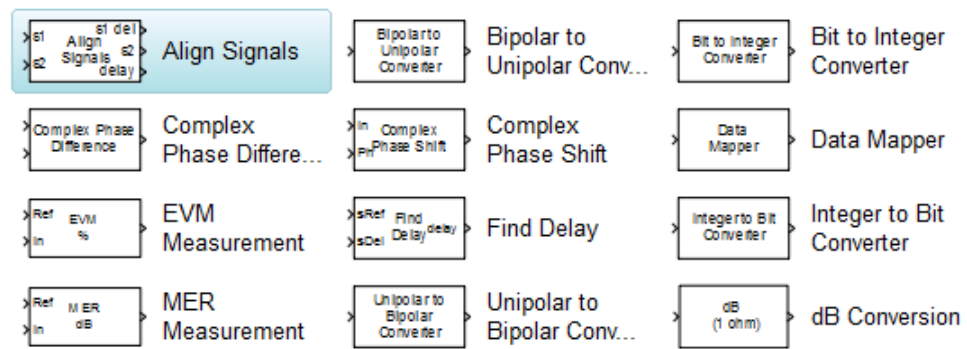 s1 s1 del
Align
Signals s2
s2 delay
Align Signals
Bipolar to
Unipolar
Converter
Bipolar to
Unipolar Conv...
Bit to Integer
Converter
Bit to Integer
Converter
Complex Phase
Difference
Complex
Phase Differe...
In Complex
Ph Phase Shift
Complex
Phase Shift
Data
Mapper
Data Mapper
Ref EVM
In %
EVM
Measurement
sRef Find
sDel Delay delay
Find Delay
Integer to Bit
Converter
Integer to Bit
Converter
Ref MER
In dB
MER
Measurement
Unipolar to
Bipolar
Converter
Unipolar to
Bipolar Conv...
dB
(1 ohm)
dB Conversion